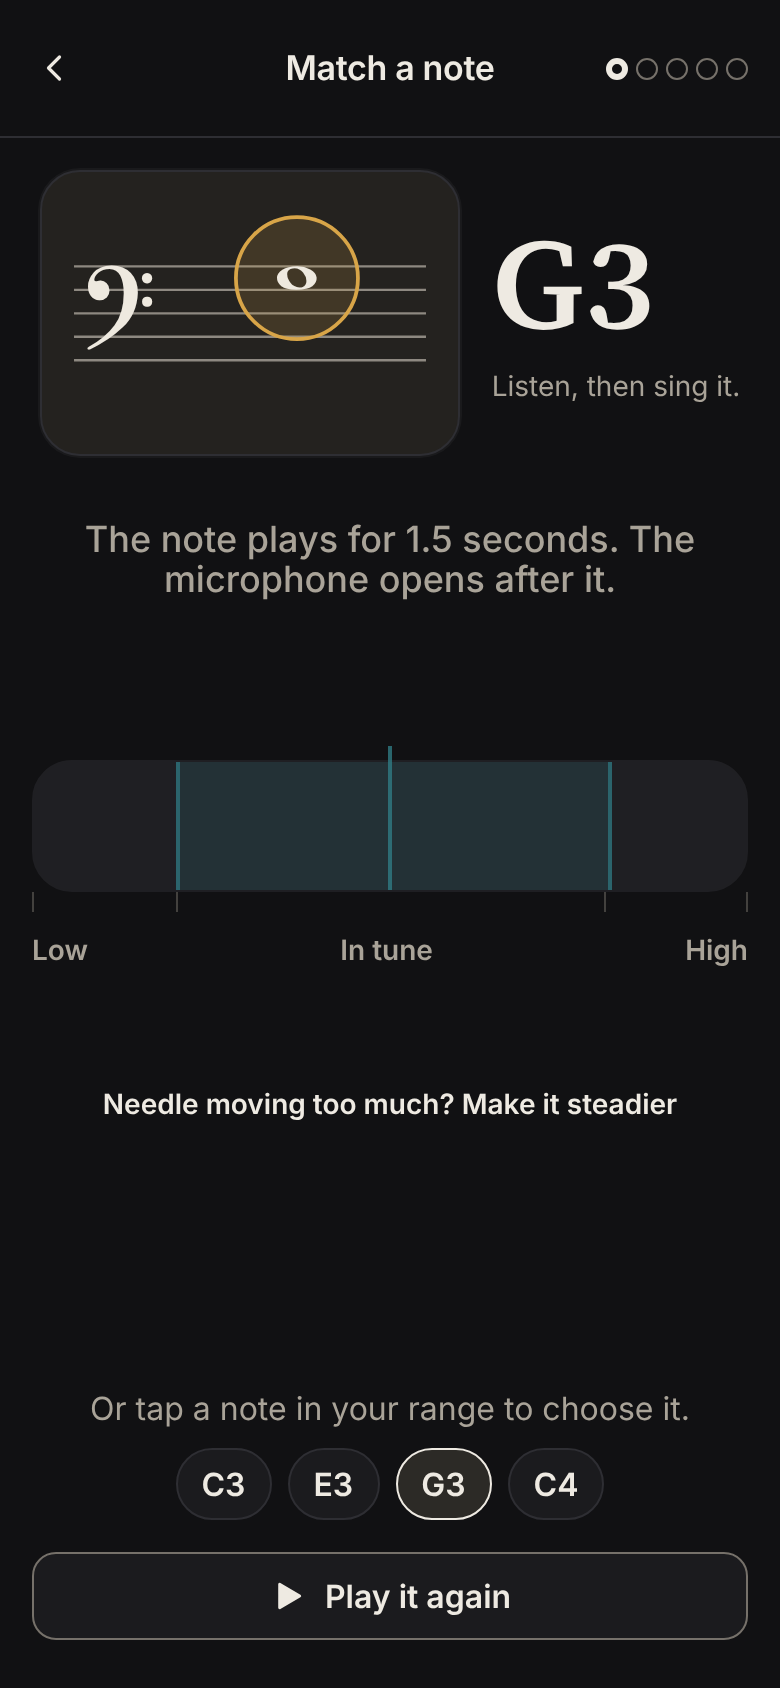 Match a note
G3
Listen, then sing it.
The note plays for 1.5 seconds. The
microphone opens after it.
Low In tune High
Needle moving too much? Make it steadier
Or tap a note in your range to choose it.
C3 E3 G3 C4
Play it again